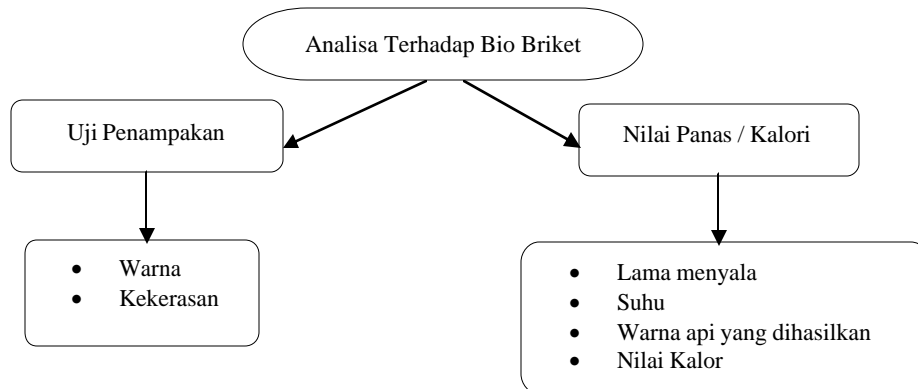 Analisa Terhadap Bio Briket
Uji Penampakan
Nilai Panas / Kalori
• Warna
• Kekerasan
• Lama menyala
• Suhu
• Warna api yang dihasilkan
• Nilai Kalor